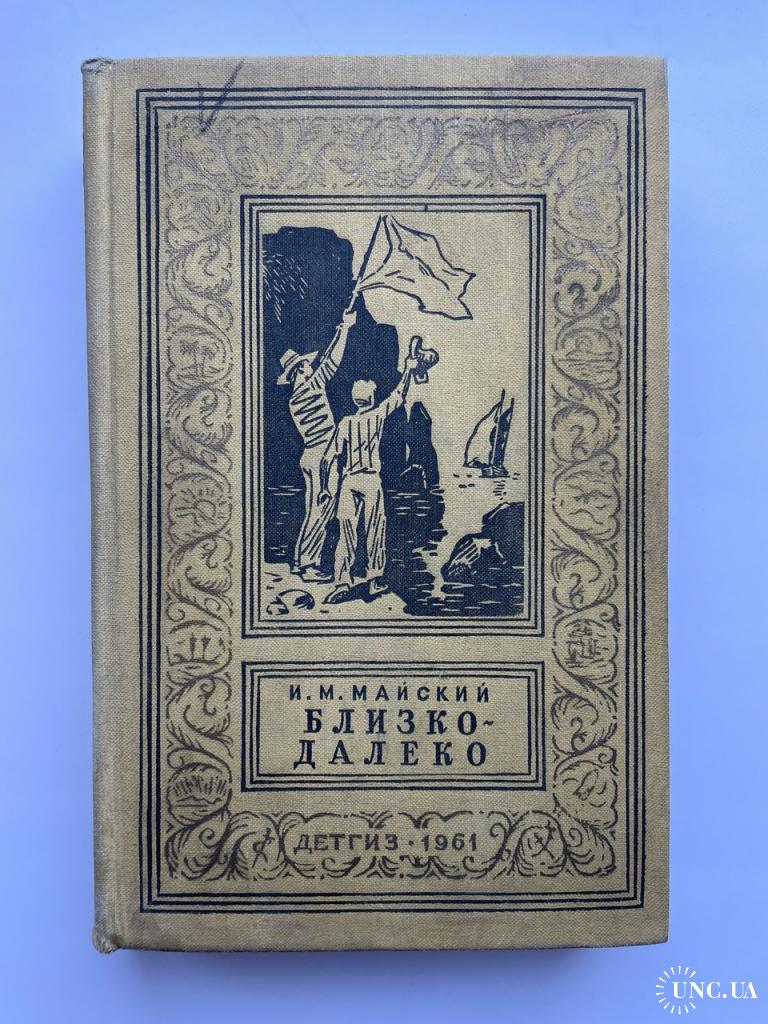 И.М.МАЙСКИЙ
БЛИЗКО-
ДАЛЕКО
ДЕТГИЗ · 1961
UNC.UA